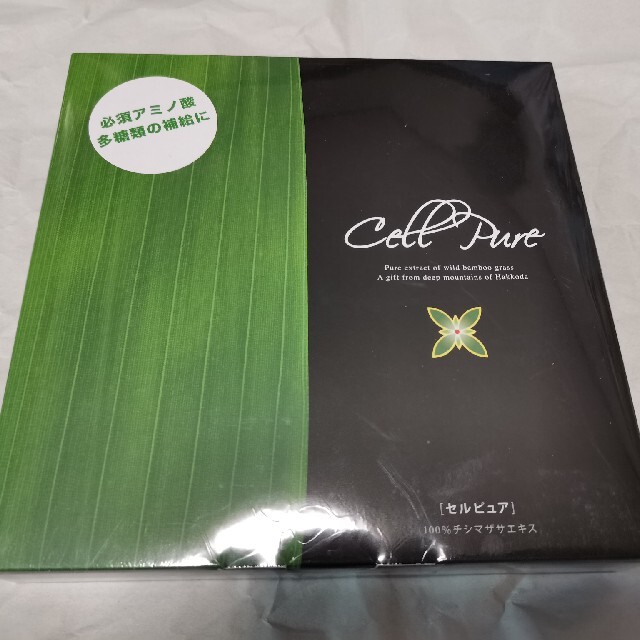 必須アミノ酸
多糖類の補給に
Cell Pure
Pure extract of wild bamboo grass
A gift from deep mountains of Hakkoda
[セルピュア]
100%チシマザサエキス